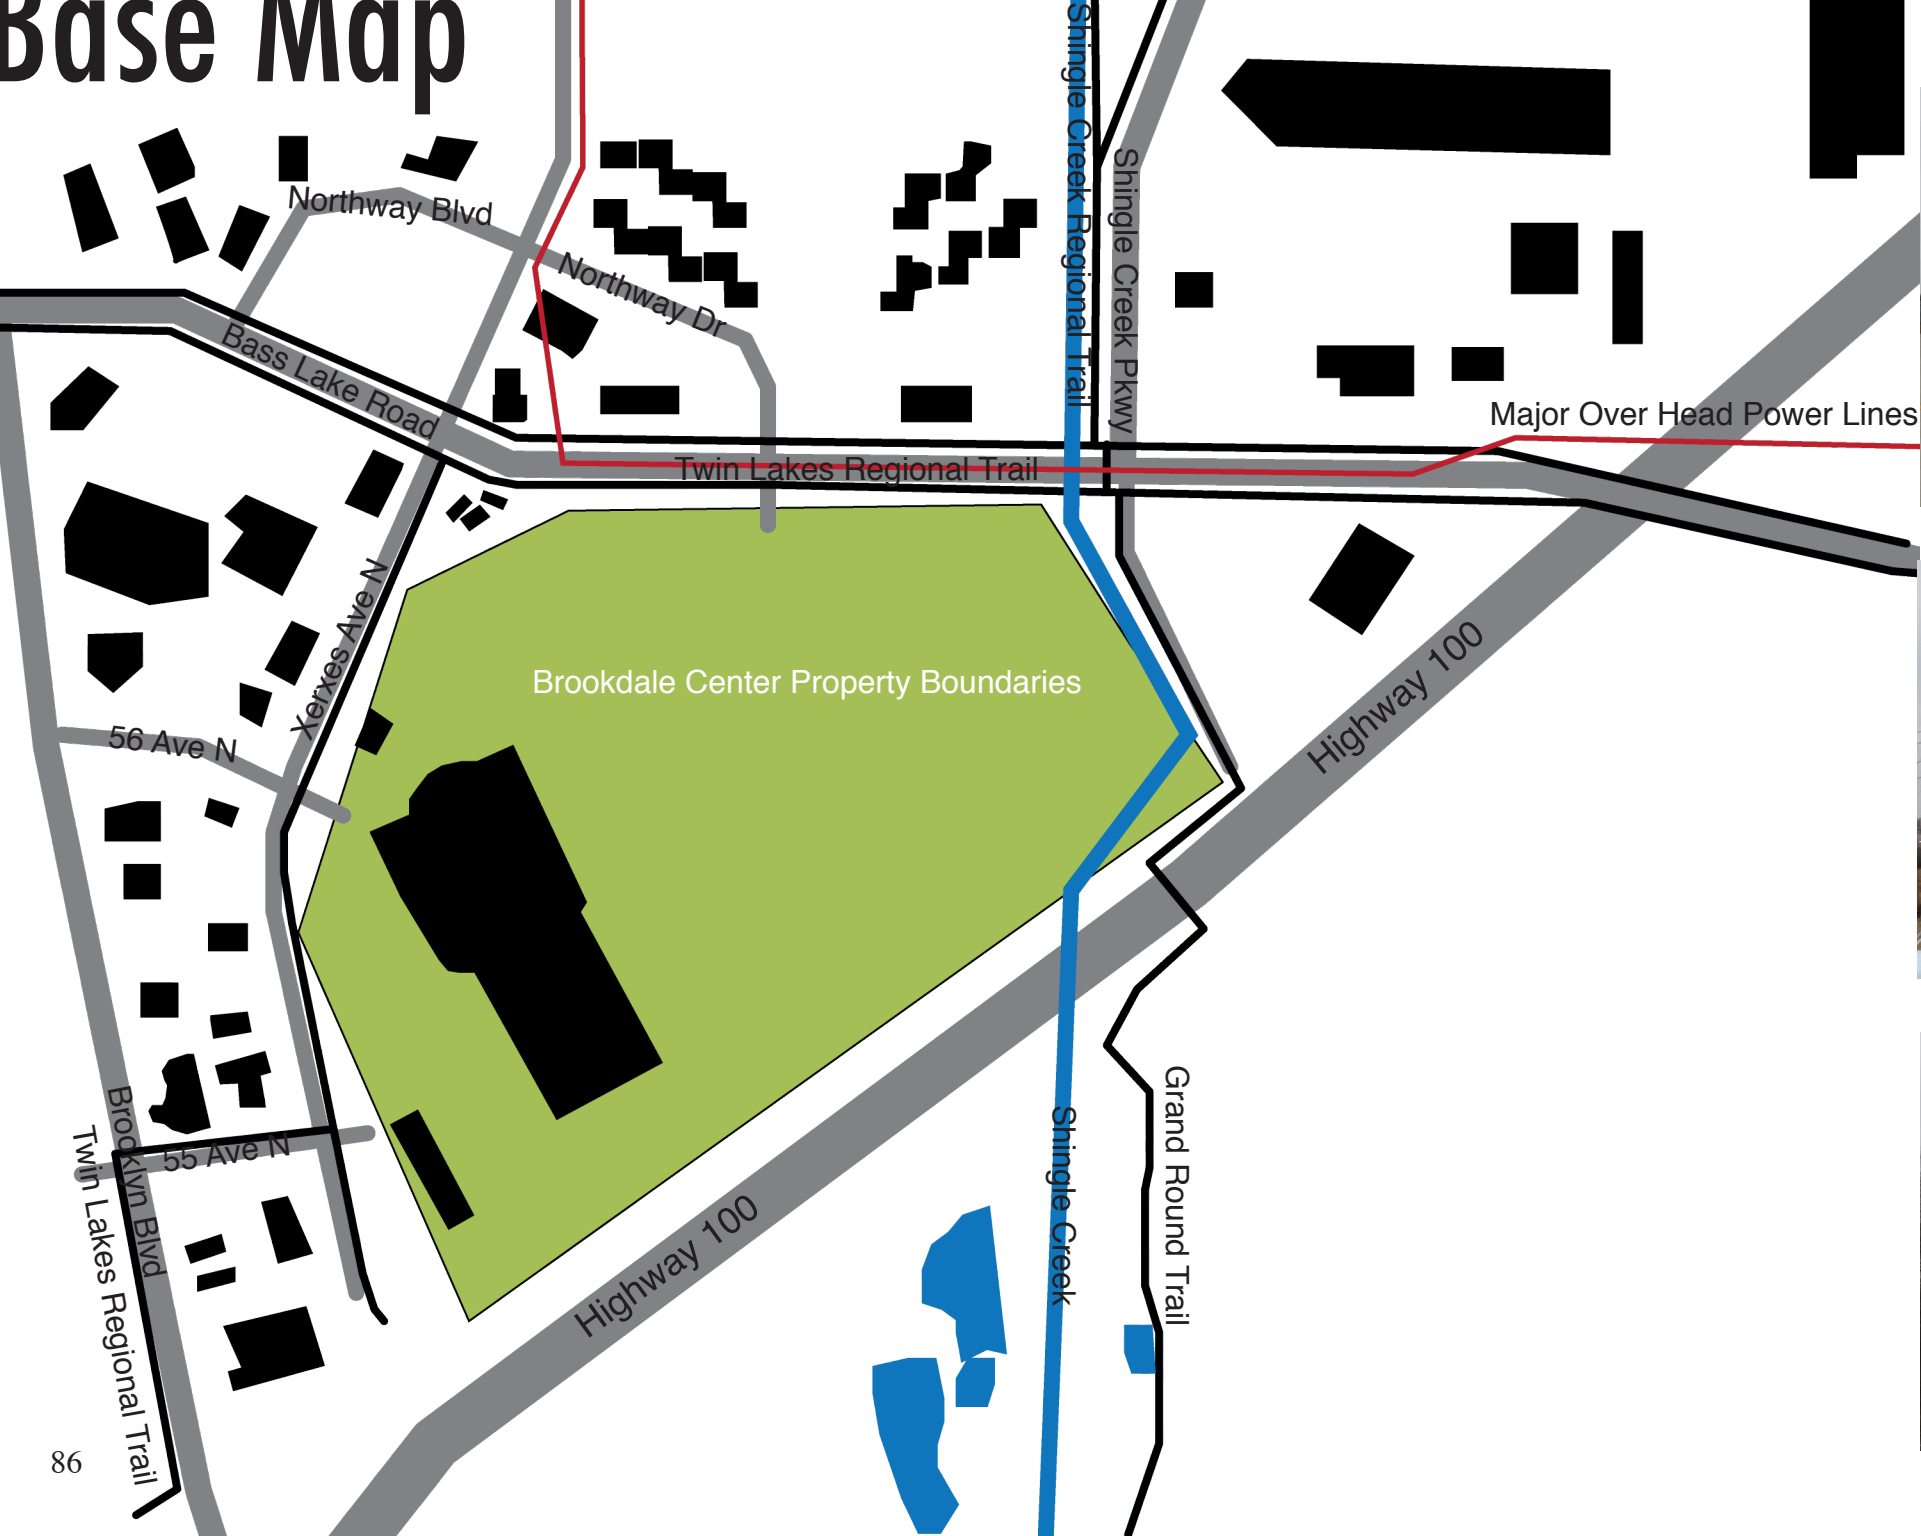 Base Map
Northway Blvd
Northway Dr
Shingle Creek Regional Trail
Shingle Creek Pkwy
Bass Lake Road
Major Over Head Power Lines
Twin Lakes Regional Trail
Xerxes Ave N
Brookdale Center Property Boundaries
Highway 100
56 Ave N
55 Ave N
Brooklyn Blvd
Twin Lakes Regional Trail
Highway 100
Shingle Creek
Grand Round Trail
86